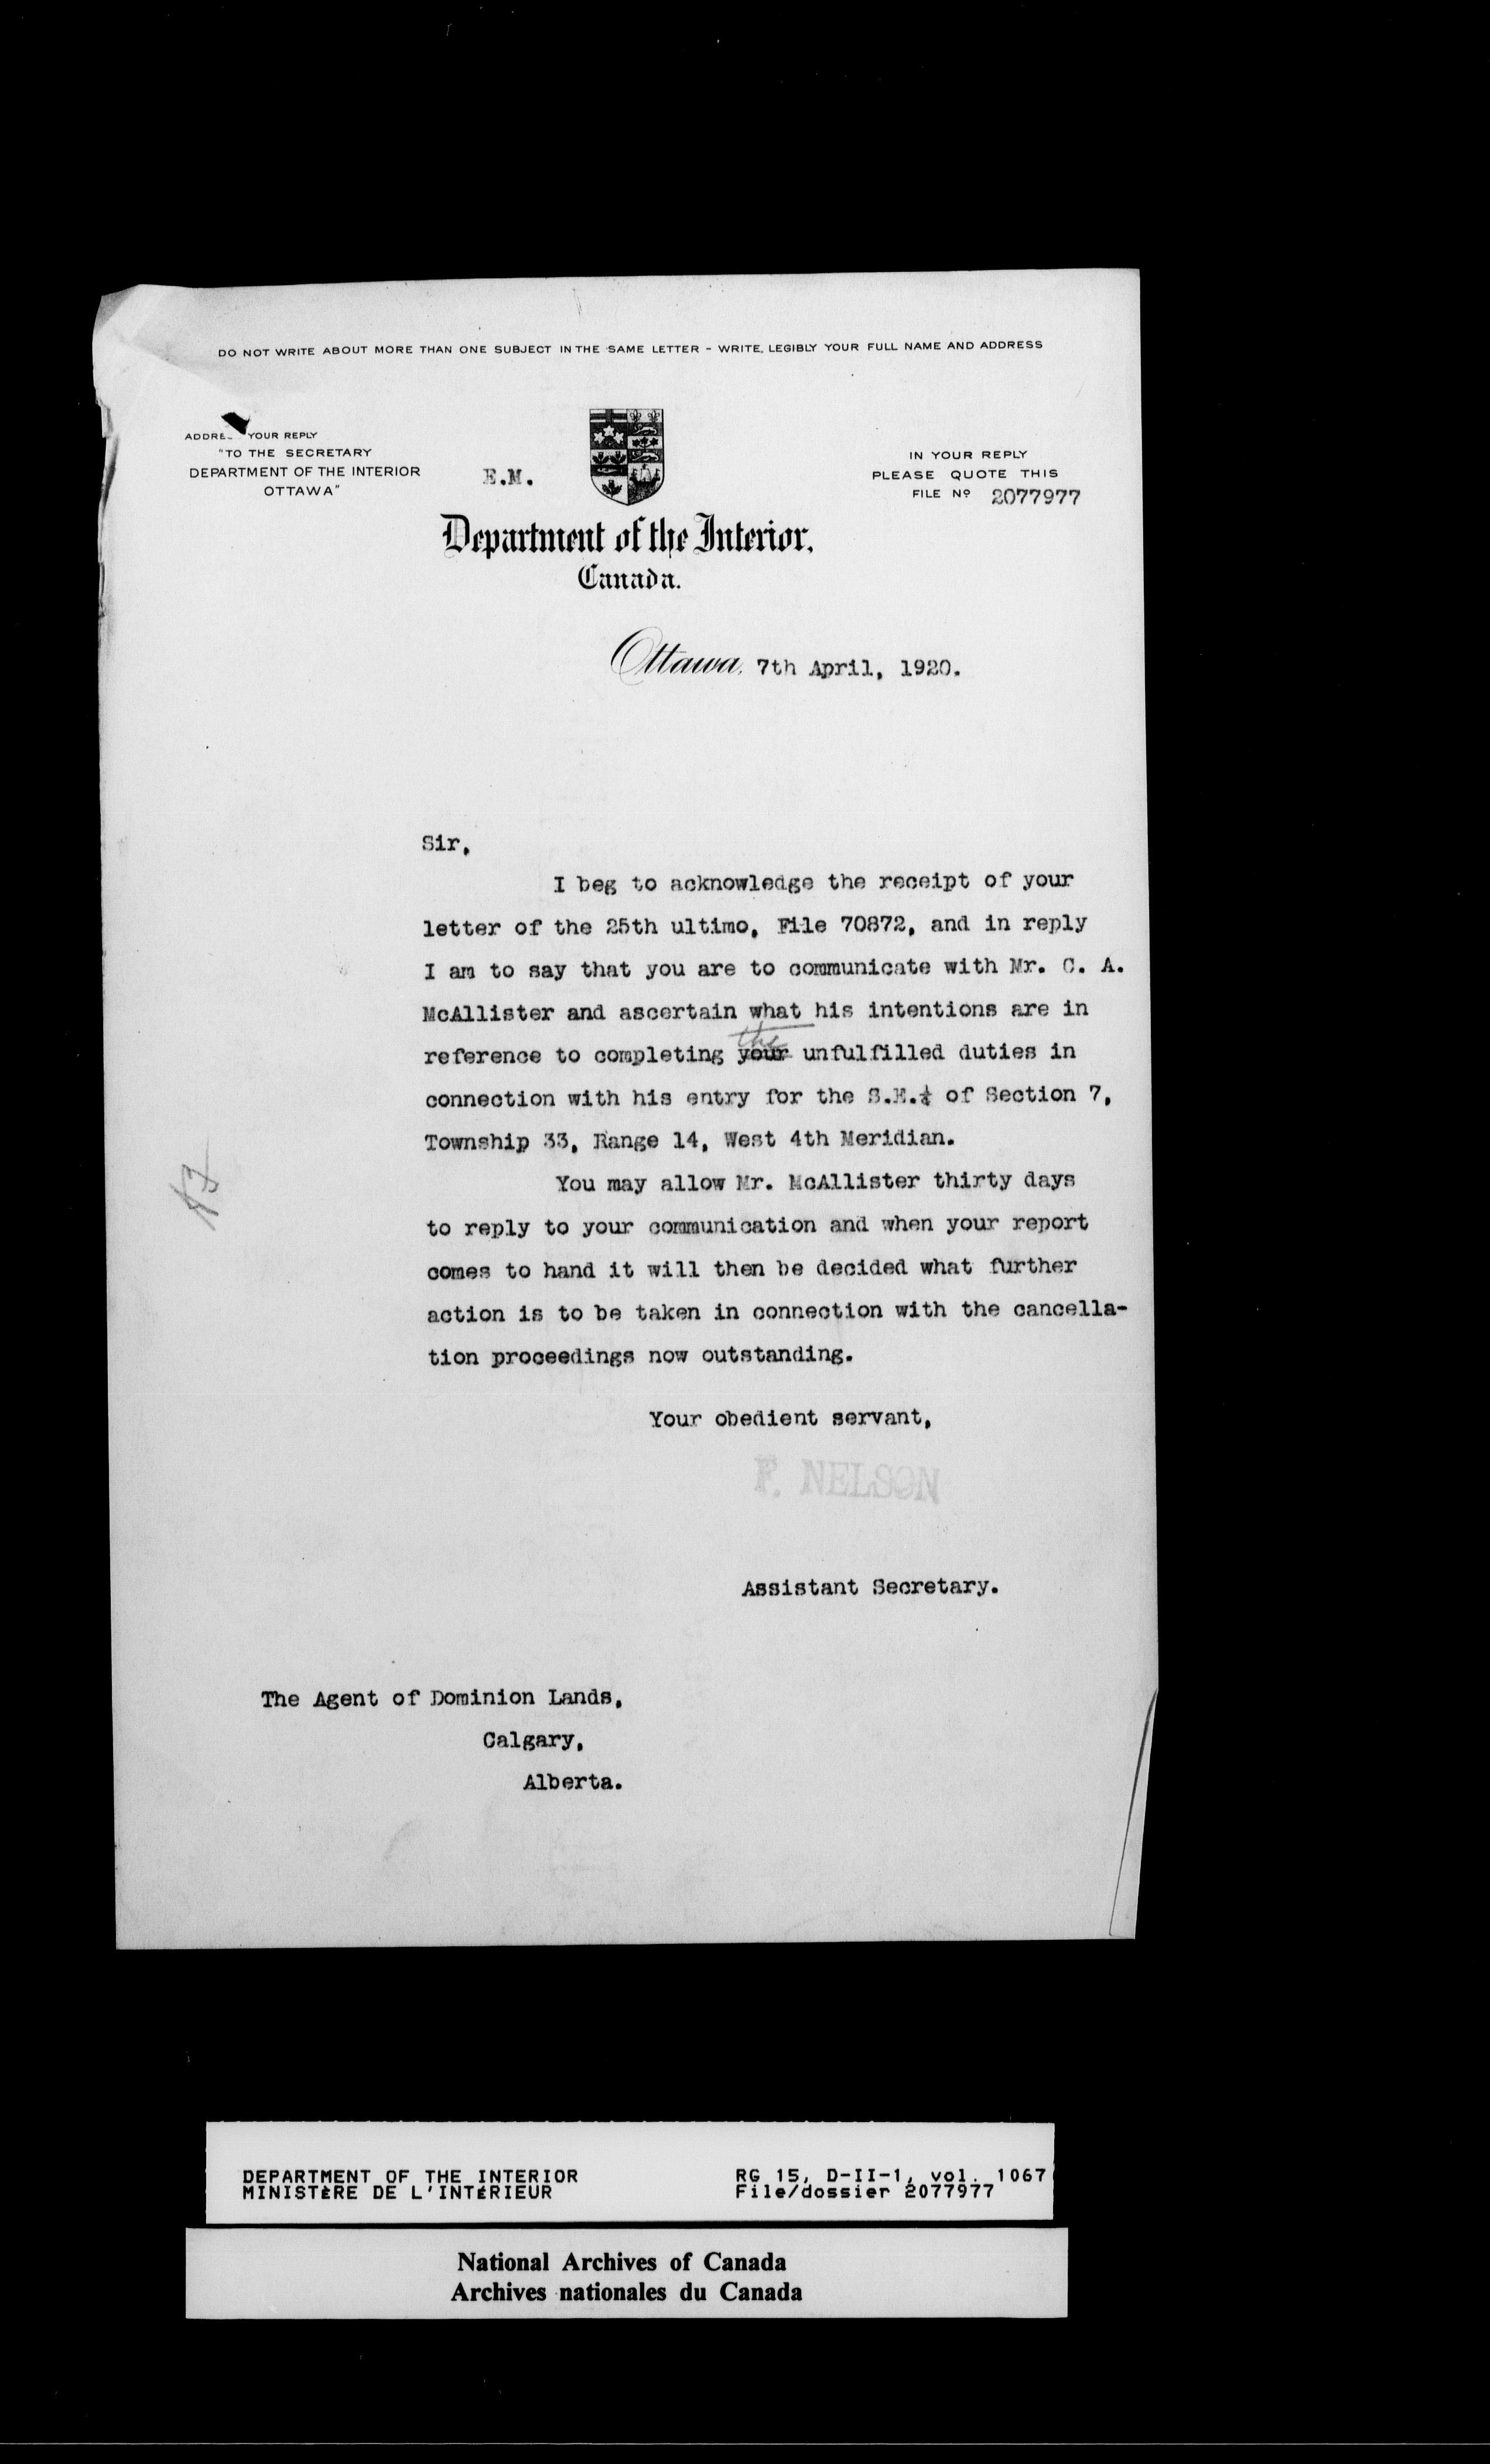 DO NOT WRITE ABOUT MORE THAN ONE SUBJECT IN THE SAME LETTER - WRITE LEGIBLY YOUR FULL NAME AND ADDRESS
ADDRE YOUR REPLY
"TO THE SECRETARY
DEPARTMENT OF THE INTERIOR
OTTAWA"
E.M.
IN YOUR REPLY
PLEASE QUOTE THIS
FILE Nº 2077977
Department of the Interior,
Canada.
Ottawa, 7th April, 1920.
Sir,
I beg to acknowledge the receipt of your
letter of the 25th ultimo, File 70872, and in reply
I am to say that you are to communicate with Mr. C. A.
McAllister and ascertain what his intentions are in
the
reference to completing your unfulfilled duties in
connection with his entry for the S.E.¼ of Section 7,
Township 33, Range 14, West 4th Meridian.
You may allow Mr. McAllister thirty days
to reply to your communication and when your report
comes to hand it will then be decided what further
action is to be taken in connection with the cancella-
tion proceedings now outstanding.
Your obedient servant,
F. NELSON
Assistant Secretary.
The Agent of Dominion Lands,
Calgary,
Alberta.
DEPARTMENT OF THE INTERIOR
MINISTÈRE DE L'INTÉRIEUR
RG 15, D-II-1, vol. 1067
File/dossier 2077977
National Archives of Canada
Archives nationales du Canada